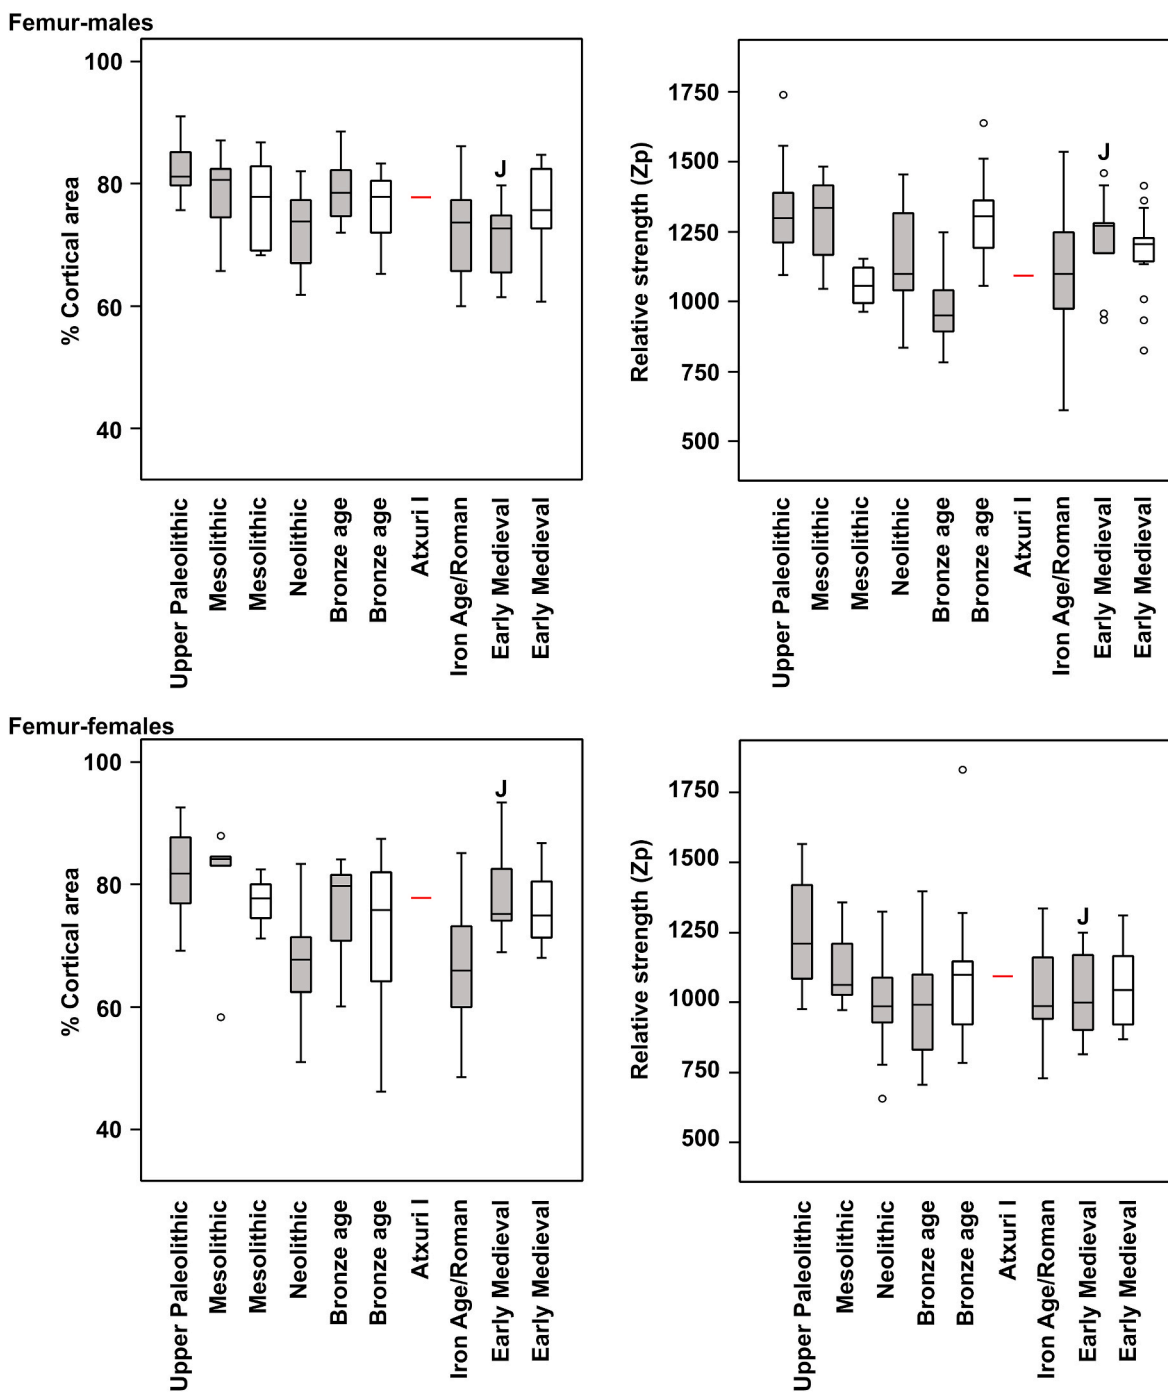 Femur-males
% Cortical area
100
80
60
40
J
Upper Paleolithic
Mesolithic
Mesolithic
Neolithic
Bronze age
Bronze age
Atxuri I
Iron Age/Roman
Early Medieval
Early Medieval
Relative strength (Zp)
1750
1500
1250
1000
750
500
J
Upper Paleolithic
Mesolithic
Mesolithic
Neolithic
Bronze age
Bronze age
Atxuri I
Iron Age/Roman
Early Medieval
Early Medieval
Femur-females
% Cortical area
100
80
60
40
J
Upper Paleolithic
Mesolithic
Mesolithic
Neolithic
Bronze age
Bronze age
Atxuri I
Iron Age/Roman
Early Medieval
Early Medieval
Relative strength (Zp)
1750
1500
1250
1000
750
500
J
Upper Paleolithic
Mesolithic
Neolithic
Bronze age
Bronze age
Atxuri I
Iron Age/Roman
Early Medieval
Early Medieval